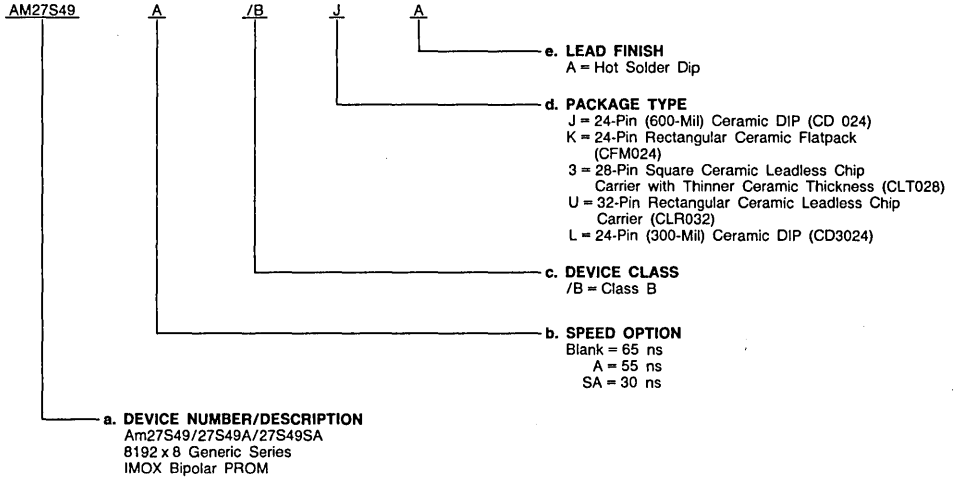 AM27S49 A /B J A
e. LEAD FINISH
A = Hot Solder Dip
d. PACKAGE TYPE
J = 24-Pin (600-Mil) Ceramic DIP (CD 024)
K = 24-Pin Rectangular Ceramic Flatpack
(CFM024)
3 = 28-Pin Square Ceramic Leadless Chip
Carrier with Thinner Ceramic Thickness (CLT028)
U = 32-Pin Rectangular Ceramic Leadless Chip
Carrier (CLR032)
L = 24-Pin (300-Mil) Ceramic DIP (CD3024)
c. DEVICE CLASS
/B = Class B
b. SPEED OPTION
Blank = 65 ns
A = 55 ns
SA = 30 ns
a. DEVICE NUMBER/DESCRIPTION
Am27S49/27S49A/27S49SA
8192 x 8 Generic Series
IMOX Bipolar PROM